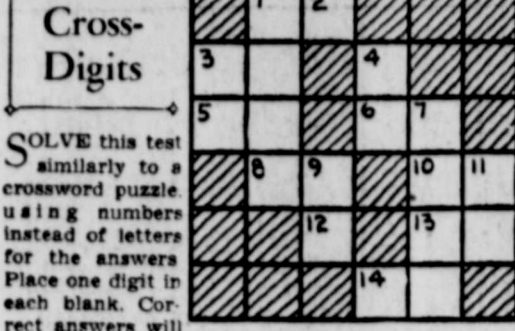 Cross-
Digits
SOLVE this test
similarly to a
crossword puzzle.
using numbers
instead of letters
for the answers
Place one digit in
each blank. Cor-
rect answers will
1 2
3 4
5 6 7
8 9 10 11
12 13
14